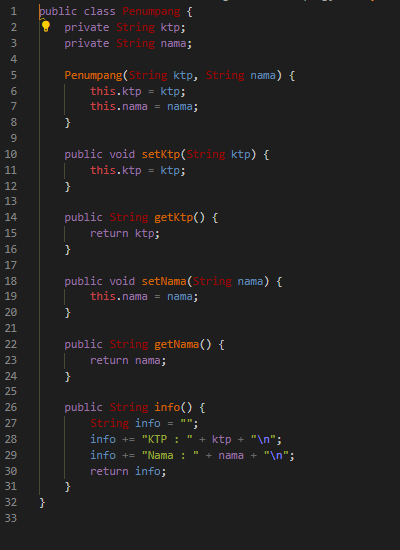 1 public class Penumpang {
2     private String ktp;
3     private String nama;
4
5     Penumpang(String ktp, String nama) {
6         this.ktp = ktp;
7         this.nama = nama;
8     }
9
10     public void setKtp(String ktp) {
11         this.ktp = ktp;
12     }
13
14     public String getKtp() {
15         return ktp;
16     }
17
18     public void setNama(String nama) {
19         this.nama = nama;
20     }
21
22     public String getNama() {
23         return nama;
24     }
25
26     public String info() {
27         String info = "";
28         info += "KTP : " + ktp + "\n";
29         info += "Nama : " + nama + "\n";
30         return info;
31     }
32 }
33